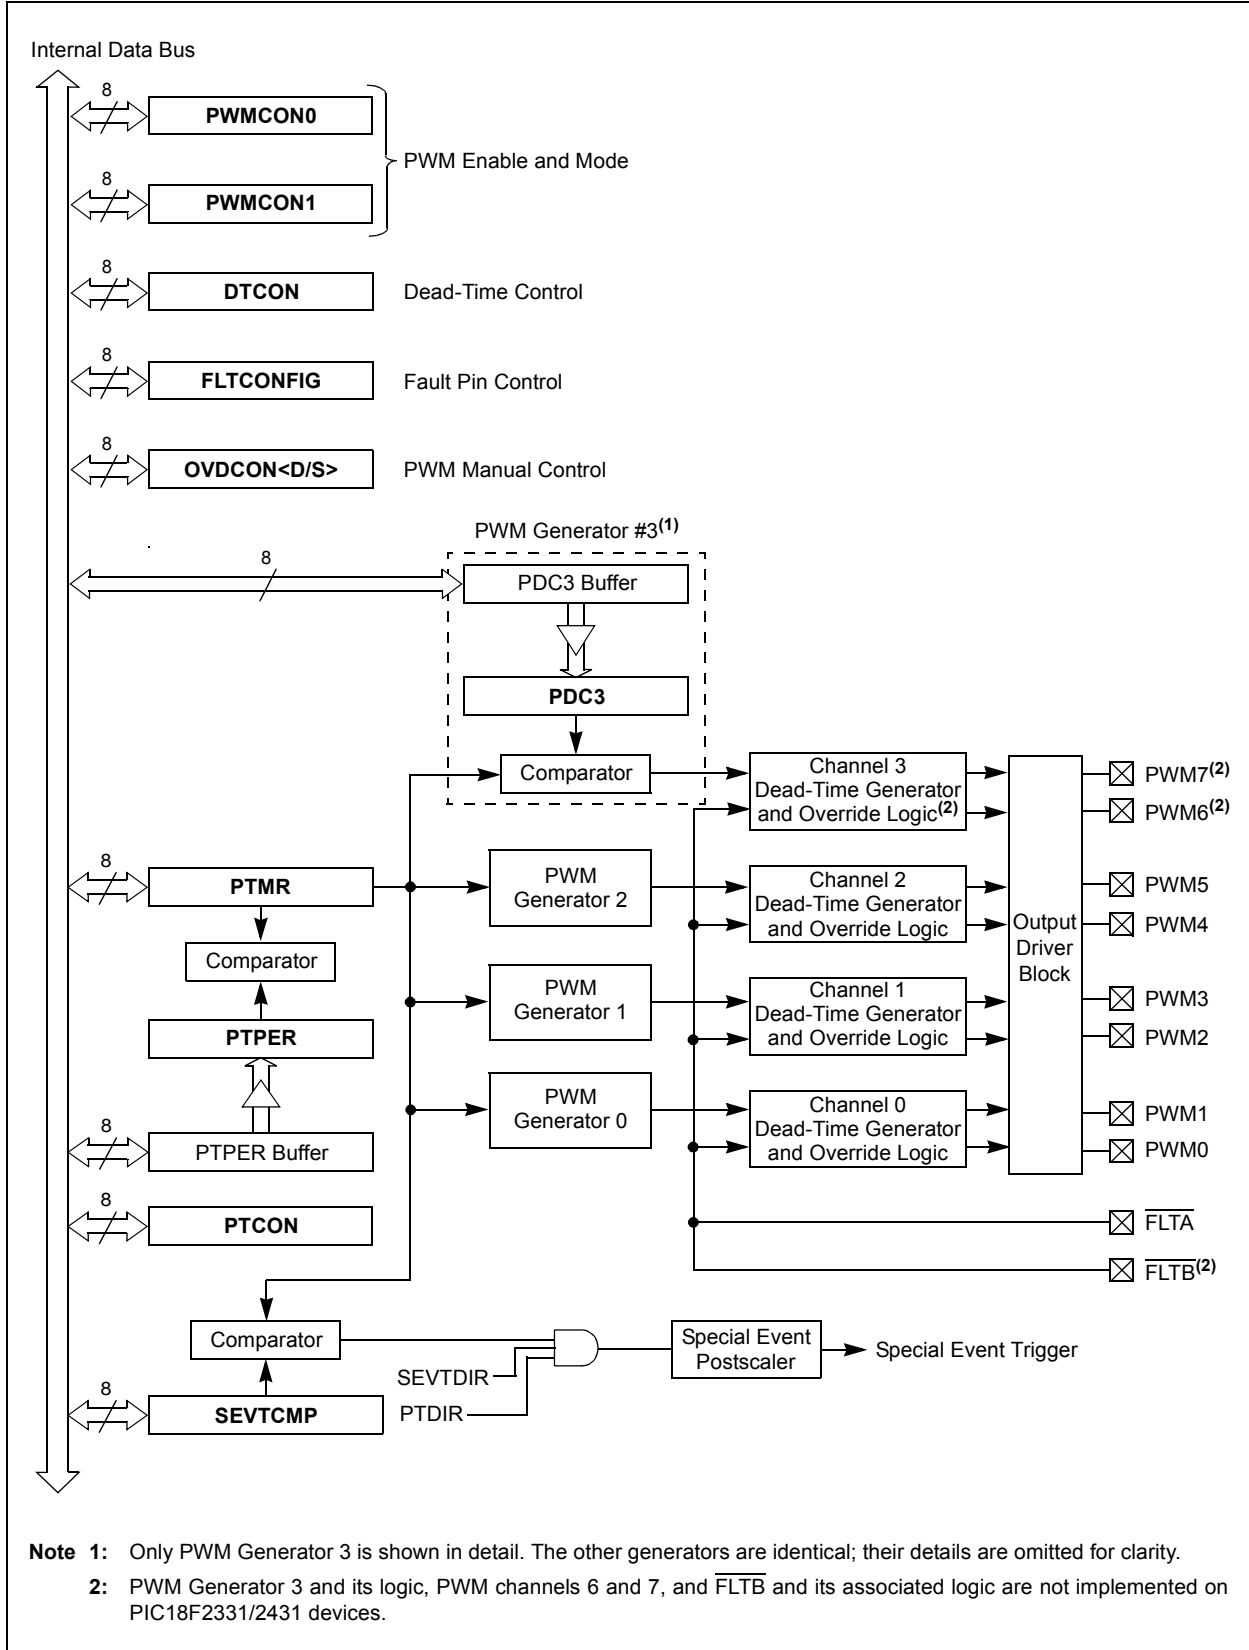 Internal Data Bus
8
PWMCON0
PWM Enable and Mode
8
PWMCON1
8
DTCON
Dead-Time Control
8
FLTCONFIG
Fault Pin Control
8
OVDCON<D/S>
PWM Manual Control
PWM Generator #3(1)
8
PDC3 Buffer
PDC3
Comparator
Channel 3
Dead-Time Generator
and Override Logic(2)
PWM7(2)
PWM6(2)
8
PTMR
PWM
Generator 2
Channel 2
Dead-Time Generator
and Override Logic
PWM5
PWM4
Output
Driver
Block
Comparator
PWM
Generator 1
Channel 1
Dead-Time Generator
and Override Logic
PWM3
PWM2
PTPER
PWM
Generator 0
Channel 0
Dead-Time Generator
and Override Logic
PWM1
PWM0
8
PTPER Buffer
8
PTCON
FLTA
FLTB(2)
Comparator
SEVTDIR
PTDIR
Special Event
Postscaler
Special Event Trigger
8
SEVTCMP
Note 1: Only PWM Generator 3 is shown in detail. The other generators are identical; their details are omitted for clarity.
2: PWM Generator 3 and its logic, PWM channels 6 and 7, and FLTB and its associated logic are not implemented on
PIC18F2331/2431 devices.